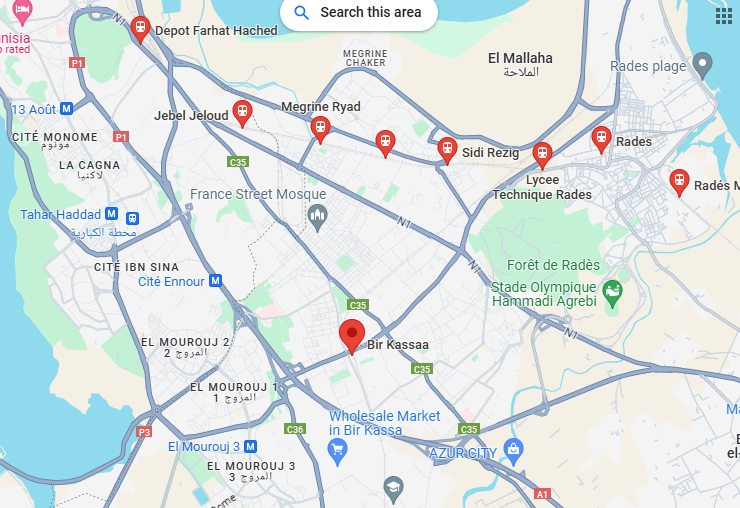 Search this area
unisia
o rated
N1
Depot Farhat Hached
MEGRINE
CHAKER
El Mallaha
الملاحة
Rades plage
P1
13 Août
M
Jebel Jeloud
Megrine Ryad
P1
CITÉ MONOME
مونوم
LA CAGNA
لاكنيا
C35
Sidi Rezig
Lycee
Technique Rades
Rades
Radés M
France Street Mosque
Tahar Haddad
M
محطة الكبارية
N1
CITÉ IBN SINA
Cité Ennour
M
N1
Forêt de Radès
Stade Olympique
Hammadi Agrebi
C35
N1
EL MOUROUJ 2
المروج 2
Bir Kassaa
C35
EL MOUROUJ 1
المروج 1
P3
C36
Wholesale Market
in Bir Kassa
C35
El Mourouj 3
M
AZUR CITY
EL MOUROUJ 3
المروج 3
A1
Ma
E
el-